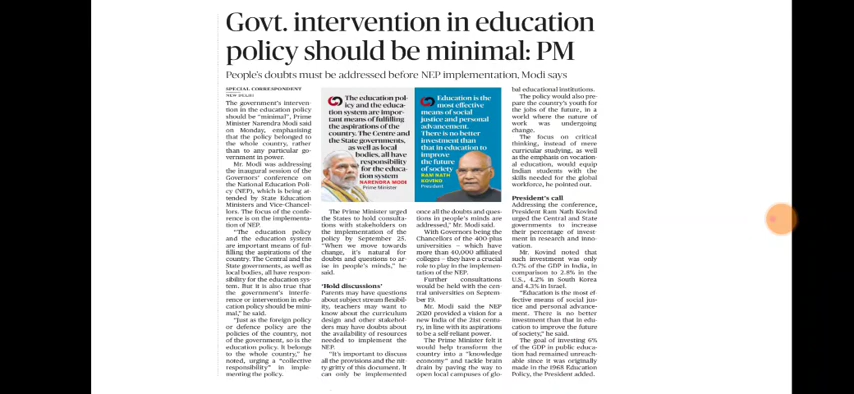 Govt. intervention in education
policy should be minimal: PM
People's doubts must be addressed before NEP implementation, Modi says
SPECIAL CORRESPONDENT
NEW DELHI
The government's interven-
tion in the education policy
should be "minimal", Prime
Minister Narendra Modi said
on Monday, emphasising
that the policy belonged to
the whole country, rather
than to any particular go-
vernment in power.
Mr. Modi was addressing
the inaugural session of the
Governors' conference on
the National Education Poli-
cy (NEP), which is being at-
tended by State Education
Ministers and Vice-Chancel-
lors. The focus of the confe-
rence is on the implementa-
tion of NEP.
"The education policy
and the education system
are important means of ful-
filling the aspirations of the
country. The Central and the
State governments, as well as
local bodies, all have respon-
sibility for the education sys-
tem. But it is also true that
the government's interfe-
rence or intervention in edu-
cation policy should be mini-
mal," he said.
"Just as the foreign policy
or defence policy are the
policies of the country, not
of the government, so is the
education policy. It belongs
to the whole country," he
noted, urging a "collective
responsibility" in imple-
menting the policy.
The education pol-
icy and the educa-
tion system are impor-
tant means of fulfilling
the aspirations of the
country. The Centre and
the State governments,
as well as local
bodies, all have
responsibility
for the educa-
tion system
NARENDRA MODI
Prime Minister
Education is the
most effective
means of social
justice and personal
advancement.
There is no better
investment than
that in education to
improve
the future
of society
RAM NATH
KOVIND
President
The Prime Minister urged
the States to hold consulta-
tions with stakeholders on
the implementation of the
policy by September 25.
"When we move towards
change, it's natural for
doubts and questions to ar-
ise in people's minds," he
said.
'Hold discussions'
Parents may have questions
about subject stream flexibil-
ity, teachers may want to
know about the curriculum
design and other stakehol-
ders may have doubts about
the availability of resources
needed to implement the
NEP.
"It's important to discuss
all the provisions and the nit-
ty gritty of this document. It
can only be implemented
once all the doubts and ques-
tions in people's minds are
addressed," Mr. Modi said.
With Governors being the
Chancellors of the 400-plus
universities – which have
more than 40,000 affiliated
colleges – they have a crucial
role to play in the implemen-
tation of the NEP.
Further consultations
would be held with the cen-
tral universities on Septem-
ber 19.
Mr. Modi said the NEP
2020 provided a vision for a
new India of the 21st centu-
ry, in line with its aspirations
to be a self-reliant nation.
The Prime Minister felt it
would help transform the
country into a "knowledge
economy" and tackle brain
drain by paving the way to
open local campuses of glo-
bal educational institutions.
The policy would also pre-
pare the country's youth for
the jobs of the future, in a
world where the nature of
work was undergoing
change.
The focus on critical
thinking, instead of mere
curricular studying, as well
as the emphasis on vocation-
al education, would equip
Indian students with the
skills needed for the global
workforce, he pointed out.
President's call
Addressing the conference,
President Ram Nath Kovind
urged the Central and State
governments to increase
their percentage of invest-
ment in research and inno-
vation.
Mr. Kovind noted that
such investment was only
0.7% of the GDP in India, in
comparison to 2.8% in the
U.S., 4.2% in South Korea
and 4.3% in Israel.
"Education is the most ef-
fective means of social jus-
tice and personal advance-
ment. There is no better
investment than that in edu-
cation to improve the future
of society," he said.
The goal of investing 6%
of the GDP in public educa-
tion had remained unreach-
able since it was originally
made in the 1968 Education
Policy, the President added.